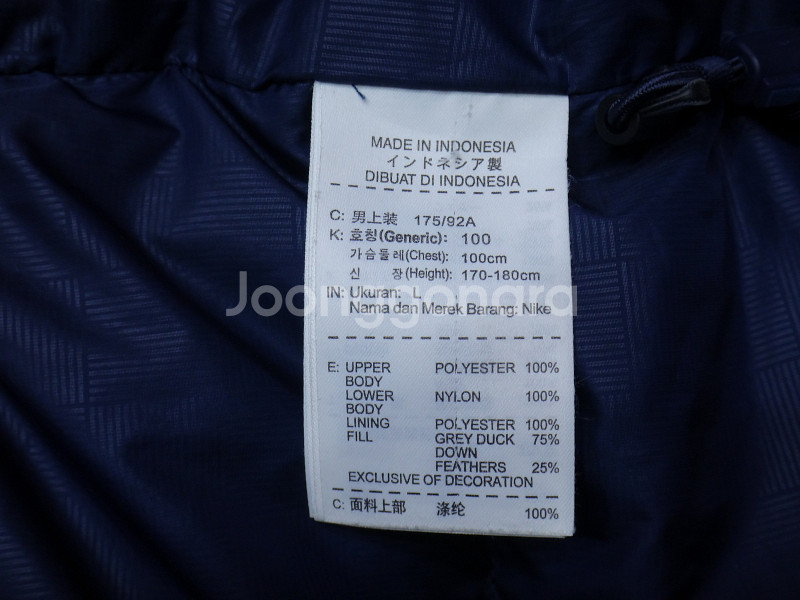 MADE IN INDONESIA
インドネシア製
DIBUAT DI INDONESIA
C: 男上装 175/92A
K: 호칭(Generic): 100
가슴둘레(Chest): 100cm
신 장(Height): 170-180cm
Joonggonara
IN: Ukuran: L
Nama dan Merek Barang: Nike
E: UPPER POLYESTER 100%
BODY
LOWER NYLON 100%
BODY
LINING POLYESTER 100%
FILL GREY DUCK 75%
DOWN
FEATHERS 25%
EXCLUSIVE OF DECORATION
C: 面料上部 涤纶 100%